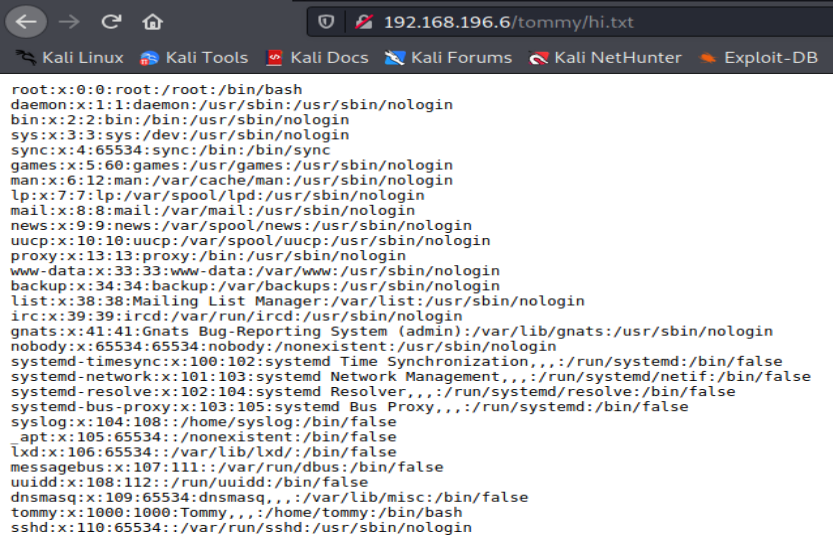 192.168.196.6/tommy/hi.txt
Kali Linux Kali Tools Kali Docs Kali Forums Kali NetHunter Exploit-DB
root:x:0:0:root:/root:/bin/bash
daemon:x:1:1:daemon:/usr/sbin:/usr/sbin/nologin
bin:x:2:2:bin:/bin:/usr/sbin/nologin
sys:x:3:3:sys:/dev:/usr/sbin/nologin
sync:x:4:65534:sync:/bin:/bin/sync
games:x:5:60:games:/usr/games:/usr/sbin/nologin
man:x:6:12:man:/var/cache/man:/usr/sbin/nologin
lp:x:7:7:lp:/var/spool/lpd:/usr/sbin/nologin
mail:x:8:8:mail:/var/mail:/usr/sbin/nologin
news:x:9:9:news:/var/spool/news:/usr/sbin/nologin
uucp:x:10:10:uucp:/var/spool/uucp:/usr/sbin/nologin
proxy:x:13:13:proxy:/bin:/usr/sbin/nologin
www-data:x:33:33:www-data:/var/www:/usr/sbin/nologin
backup:x:34:34:backup:/var/backups:/usr/sbin/nologin
list:x:38:38:Mailing List Manager:/var/list:/usr/sbin/nologin
irc:x:39:39:ircd:/var/run/ircd:/usr/sbin/nologin
gnats:x:41:41:Gnats Bug-Reporting System (admin):/var/lib/gnats:/usr/sbin/nologin
nobody:x:65534:65534:nobody:/nonexistent:/usr/sbin/nologin
systemd-timesync:x:100:102:systemd Time Synchronization,,,:/run/systemd:/bin/false
systemd-network:x:101:103:systemd Network Management,,,:/run/systemd/netif:/bin/false
systemd-resolve:x:102:104:systemd Resolver,,,:/run/systemd/resolve:/bin/false
systemd-bus-proxy:x:103:105:systemd Bus Proxy,,,:/run/systemd:/bin/false
syslog:x:104:108::/home/syslog:/bin/false
_apt:x:105:65534::/nonexistent:/bin/false
lxd:x:106:65534::/var/lib/lxd/:/bin/false
messagebus:x:107:111::/var/run/dbus:/bin/false
uuidd:x:108:112::/run/uuidd:/bin/false
dnsmasq:x:109:65534:dnsmasq,,,:/var/lib/misc:/bin/false
tommy:x:1000:1000:Tommy,,,:/home/tommy:/bin/bash
sshd:x:110:65534::/var/run/sshd:/usr/sbin/nologin